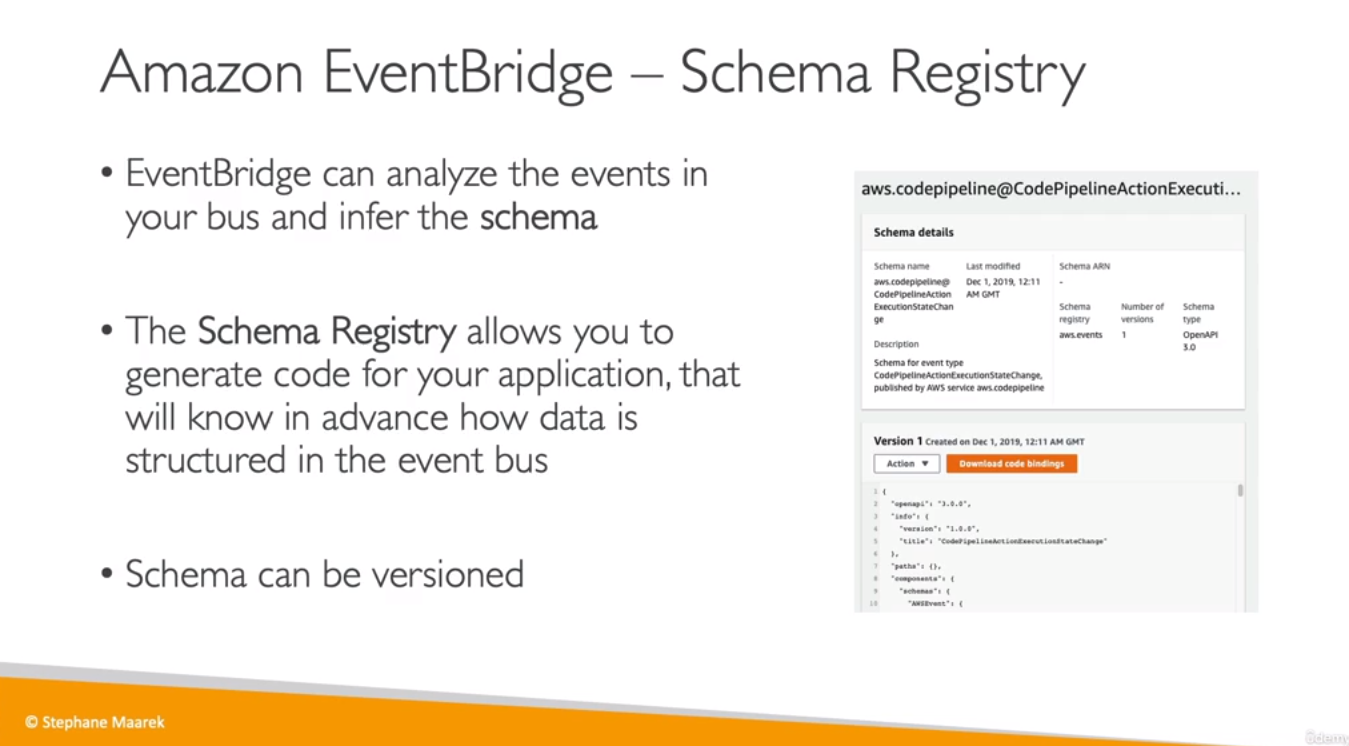 Amazon EventBridge – Schema Registry
• EventBridge can analyze the events in
your bus and infer the schema
• The Schema Registry allows you to
generate code for your application, that
will know in advance how data is
structured in the event bus
• Schema can be versioned
aws.codepipeline@CodePipelineActionExecuti...
Schema details
Schema name
aws.codepipeline@
CodePipelineAction
ExecutionStateChan
ge
Last modified
Dec 1, 2019, 12:11
AM GMT
Schema ARN
-
Schema
registry
aws.events
Number of
versions
1
Schema
type
OpenAPI
3.0
Description
Schema for event type
CodePipelineActionExecutionStateChange,
published by AWS service aws.codepipeline
Version 1 Created on Dec 1, 2019, 12:11 AM GMT
Action ▼ Download code bindings
1 {
2 "openapi": "3.0.0",
3 "info": {
4 "version": "1.0.0",
5 "title": "CodePipelineActionExecutionStateChange"
6 },
7 "paths": {},
8 "components": {
9 "schemas": {
10 "AWSEvent": {
© Stephane Maarek
ûdemy